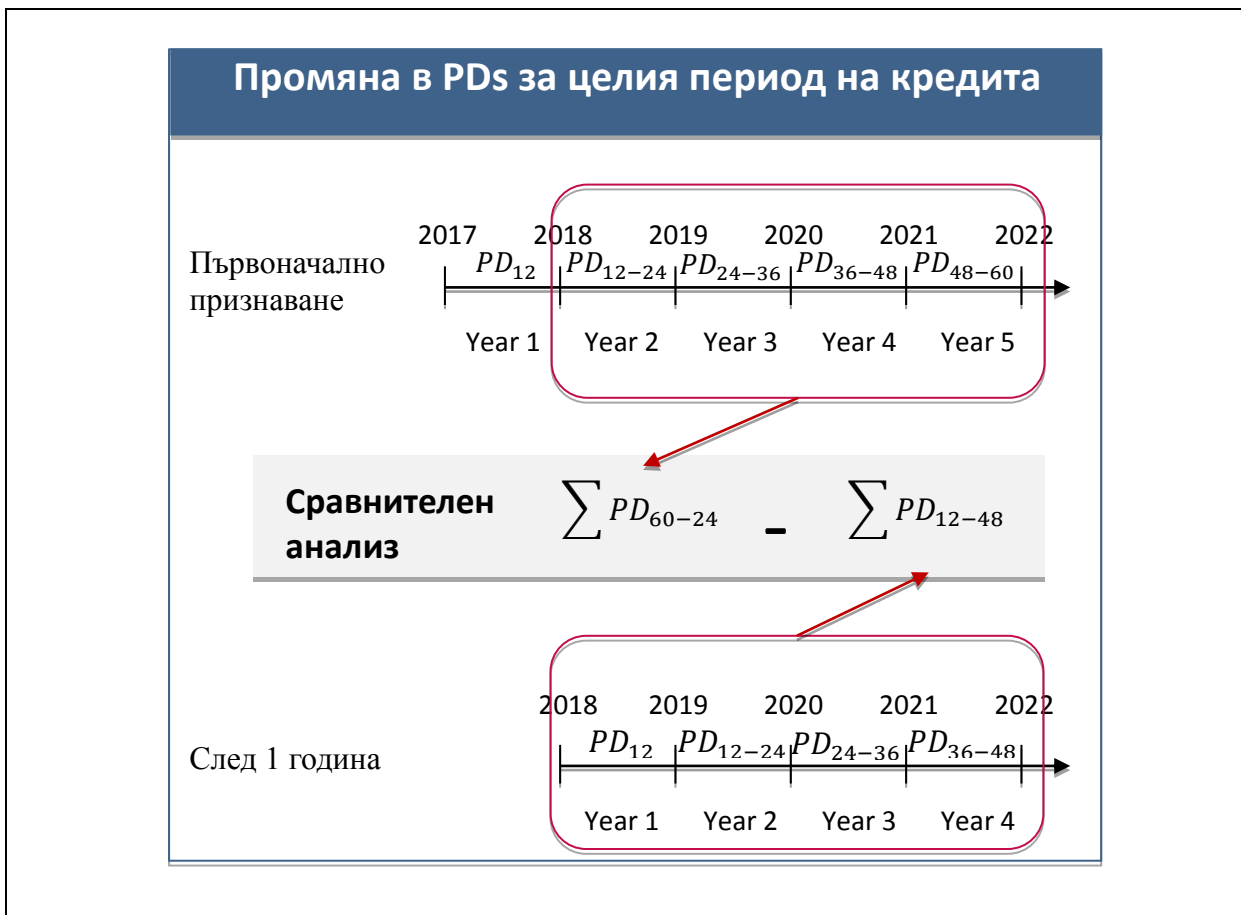 Промяна в PDs за целия период на кредита
2017 2018 2019 2020 2021 2022
Първоначално
признаване
PD₁₂ PD₁₂₋₂₄ PD₂₄₋₃₆ PD₃₆₋₄₈ PD₄₈₋₆₀
Year 1 Year 2 Year 3 Year 4 Year 5
Сравнителен
анализ
∑ PD₆₀₋₂₄ - ∑ PD₁₂₋₄₈
2018 2019 2020 2021 2022
След 1 година
PD₁₂ PD₁₂₋₂₄ PD₂₄₋₃₆ PD₃₆₋₄₈
Year 1 Year 2 Year 3 Year 4